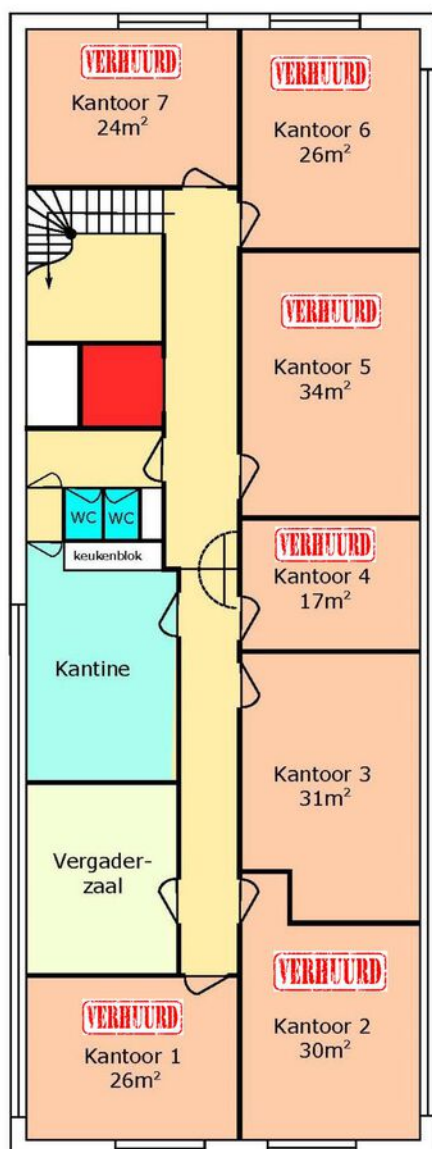 VERHUURD
Kantoor 7
24m²
VERHUURD
Kantoor 6
26m²
VERHUURD
Kantoor 5
34m²
WC
WC
keukenblok
VERHUURD
Kantoor 4
17m²
Kantine
Kantoor 3
31m²
Vergader-
zaal
VERHUURD
Kantoor 2
30m²
VERHUURD
Kantoor 1
26m²